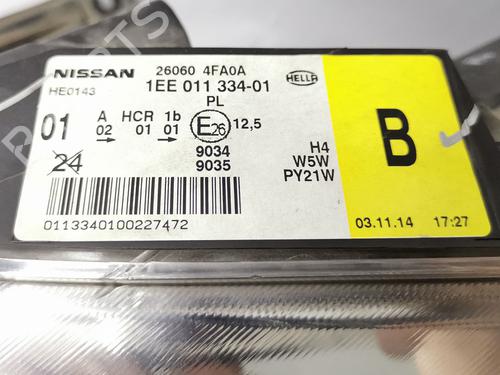 NISSAN 26060 4FA0A
HE0143 1EE 011 334-01 HELLA
PL
01 A HCR 1b E26 12,5
02 01 01
24 9034 H4
9035 W5W
PY21W
B
0113340100227472
03.11.14 17:27